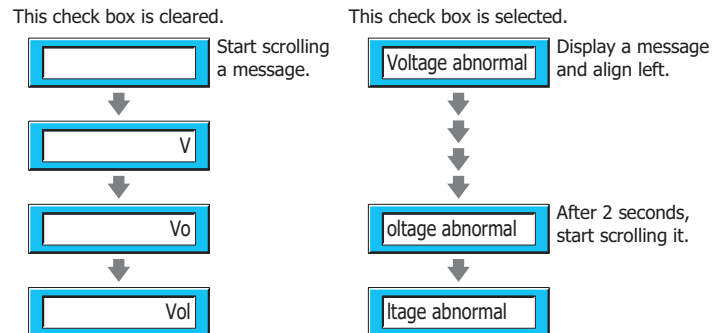 This check box is cleared.
Start scrolling
a message.
V
Vo
Vol
This check box is selected.
Voltage abnormal
Display a message
and align left.
oltage abnormal
After 2 seconds,
start scrolling it.
ltage abnormal